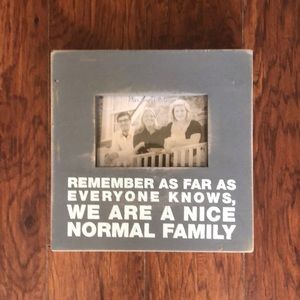 REMEMBER AS FAR AS
EVERYONE KNOWS,
WE ARE A NICE
NORMAL FAMILY